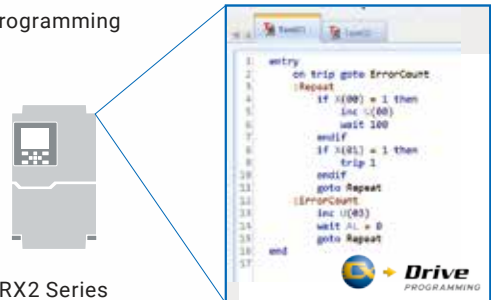 rogramming
1 entry
2 on trip goto ErrorCount
3 :Repeat
4 if X(00) = 1 then
5 inc U(00)
6 wait 100
7 endif
8 if X(01) = 1 then
9 trip 1
10 endif
11 goto Repeat
12 :ErrorCount
13 inc U(03)
14 wait AL = 0
15 goto Repeat
16 end
17
Drive
PROGRAMMING
RX2 Series